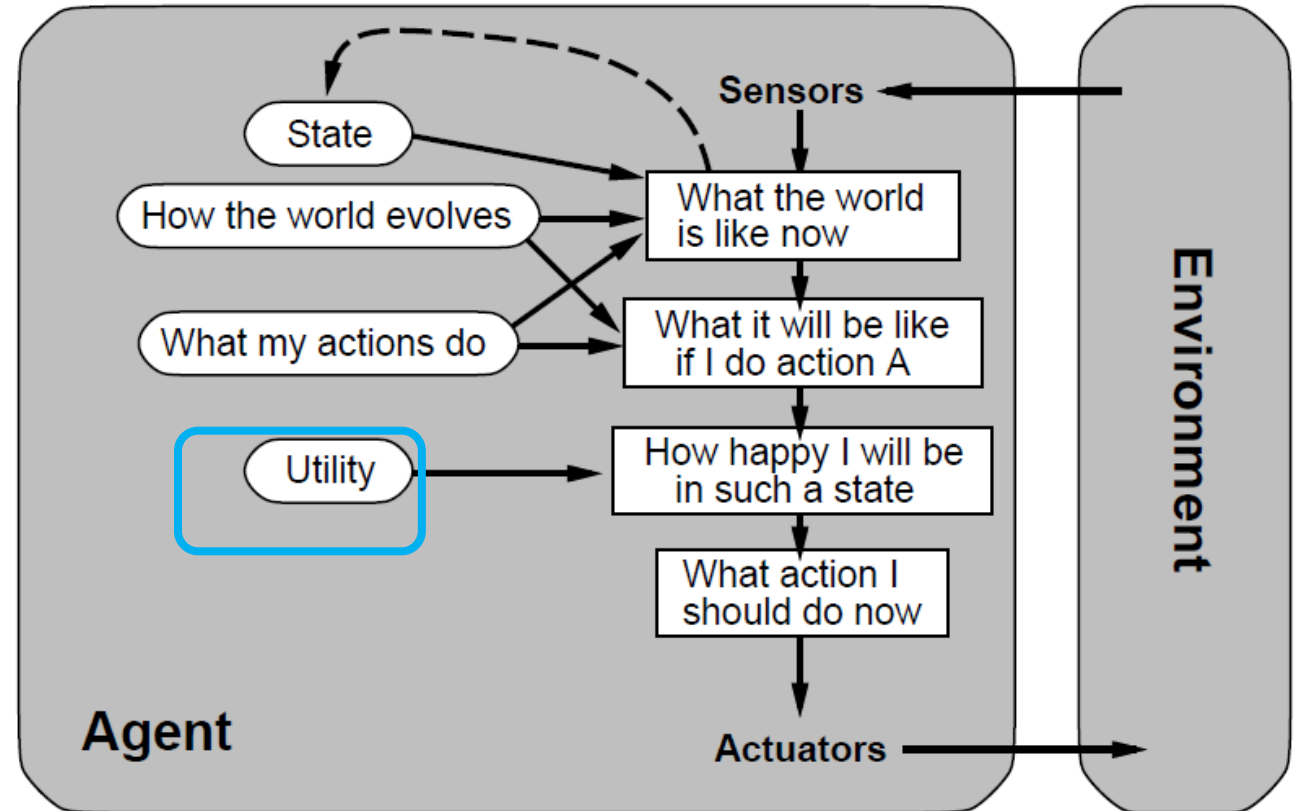 Sensors
State
What the world
is like now
How the world evolves
What it will be like
if I do action A
What my actions do
How happy I will be
in such a state
Utility
What action I
should do now
Agent
Actuators
Environment